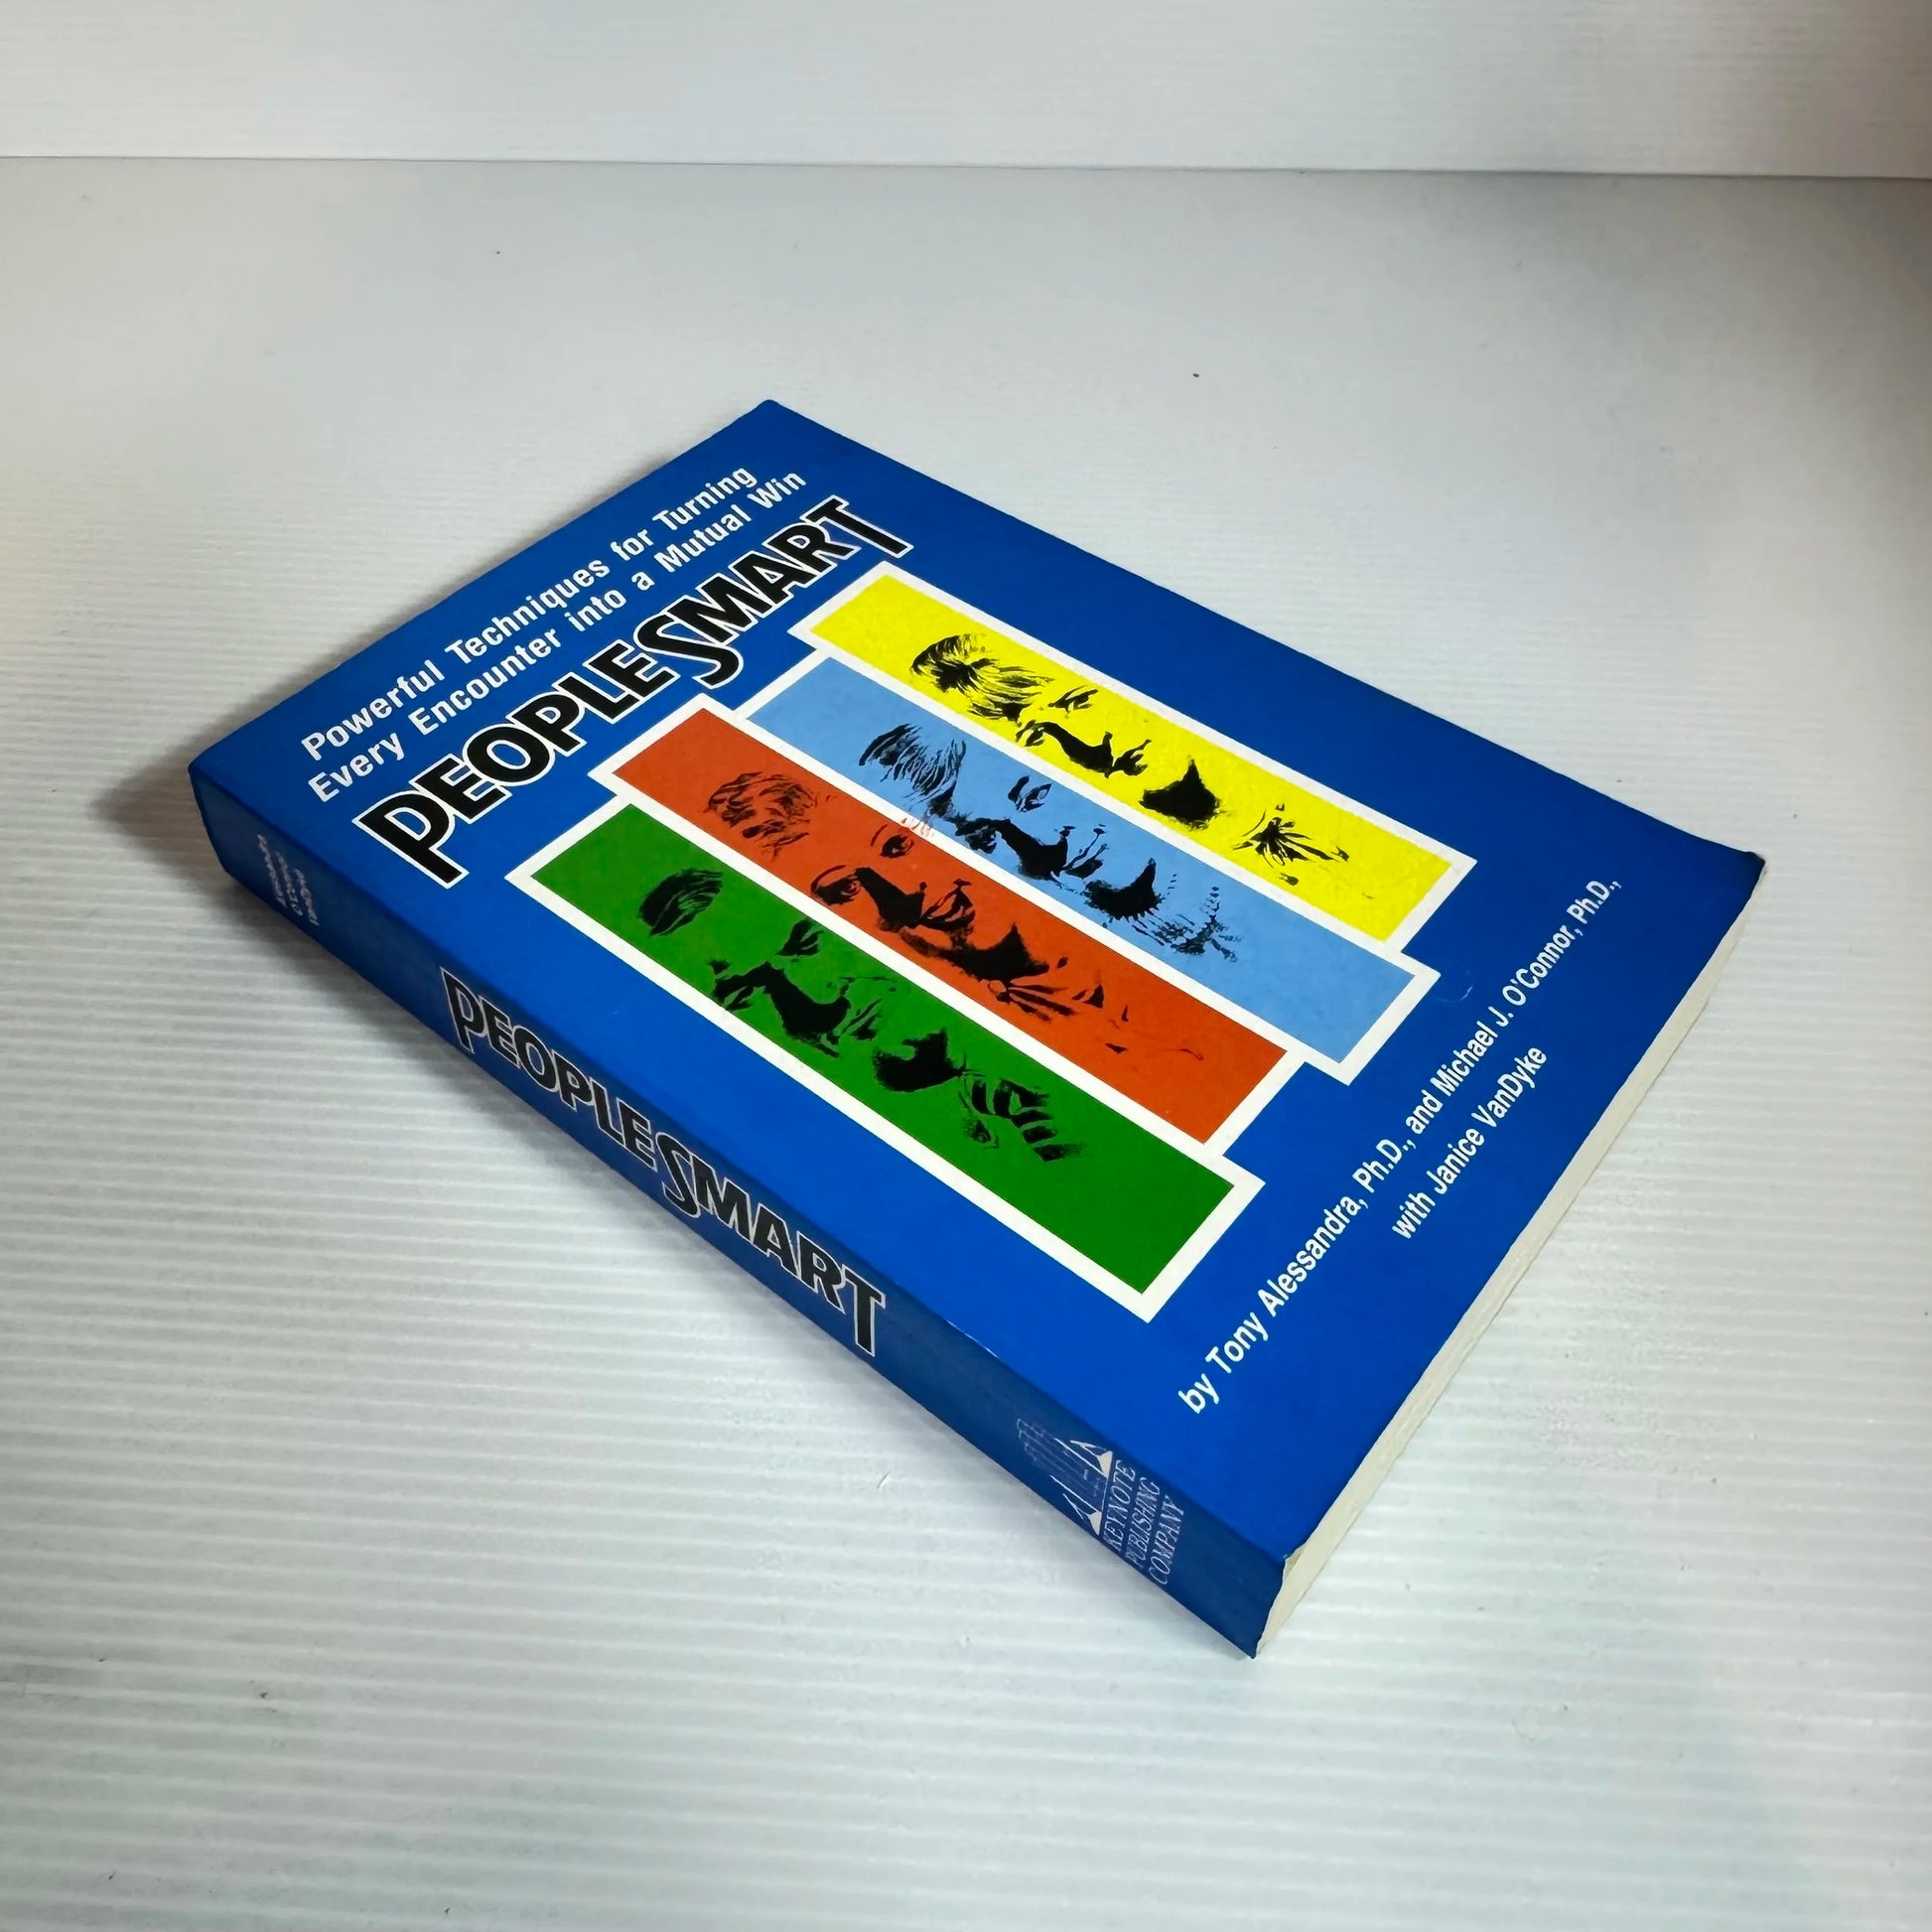 Powerful Techniques for Turning
Every Encounter into a Mutual Win
PEOPLESMART
by Tony Alessandra, Ph.D., and Michael J. O'Connor, Ph.D.,
with Janice VanDyke
PEOPLESMART
KEYNOTE
PUBLISHING
COMPANY